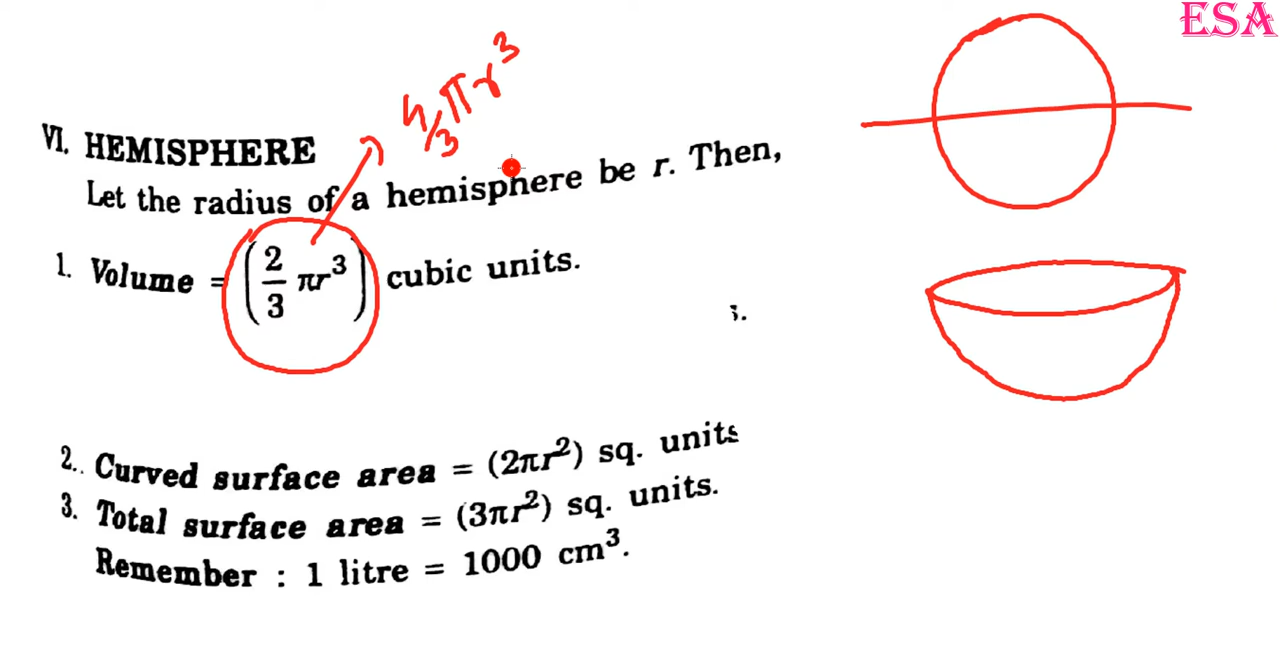 ESA
4/3 πr³
VI. HEMISPHERE
Let the radius of a hemisphere be r. Then,
1. Volume = (2/3 πr³) cubic units.
s.
2.. Curved surface area = (2πr²) sq. units
3. Total surface area = (3πr²) sq. units.
Remember : 1 litre = 1000 cm³.